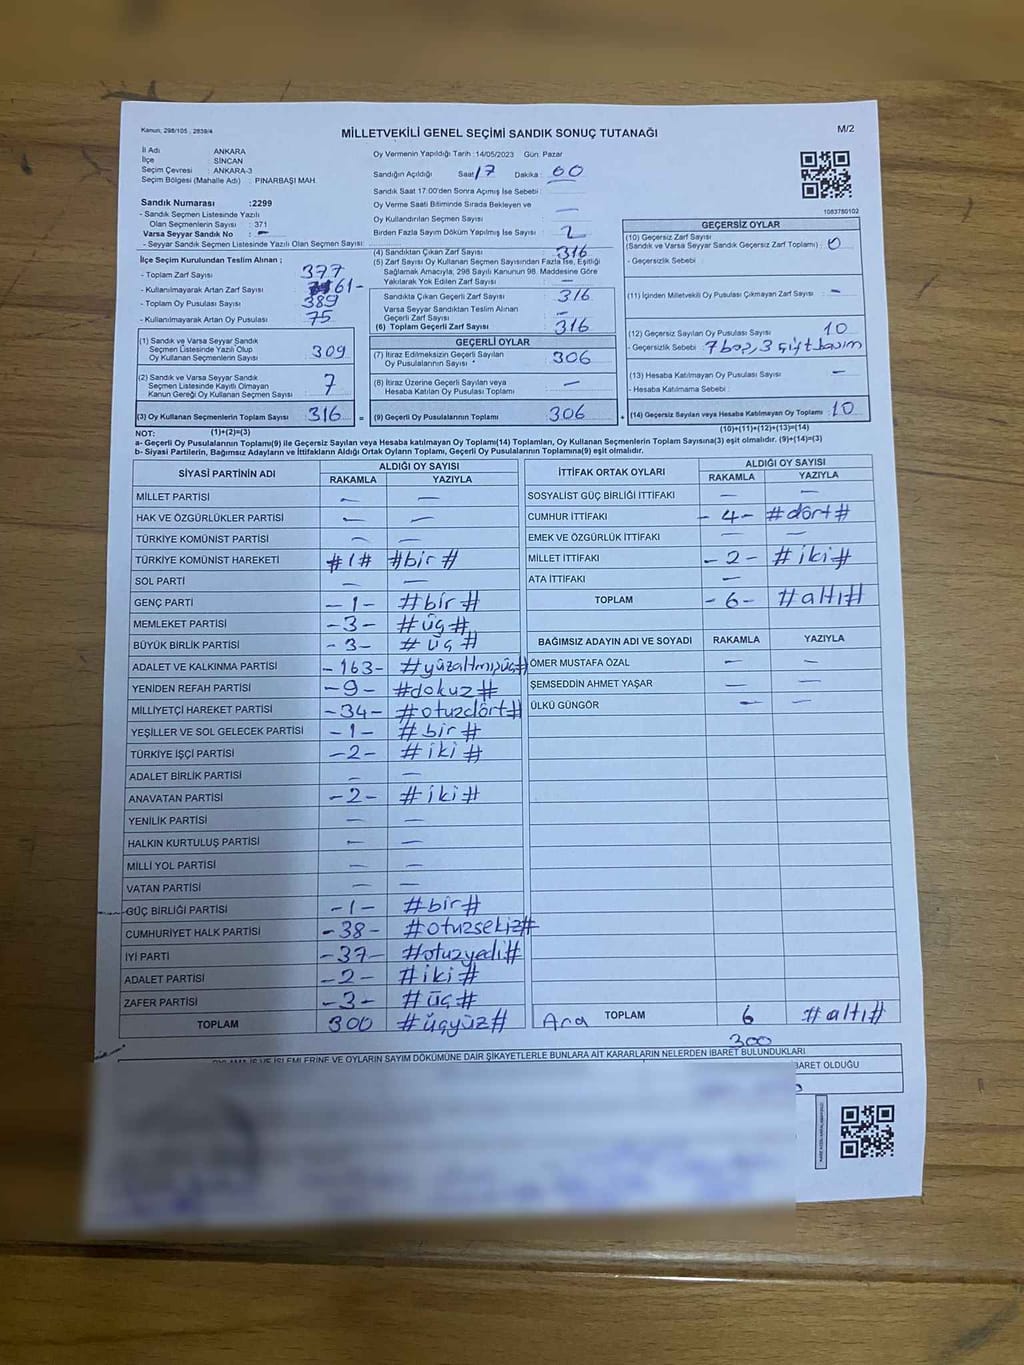 Kanun, 298/105 , 2839/4
MİLLETVEKİLİ GENEL SEÇİMİ SANDIK SONUÇ TUTANAĞI
M/2
İl Adı ANKARA
İlçe SİNCAN
Seçim Çevresi : ANKARA-3
Seçim Bölgesi (Mahalle Adı) : PINARBAŞI MAH.
Sandık Numarası :2299
- Sandık Seçmen Listesinde Yazılı
Olan Seçmenlerin Sayısı : 371
Varsa Seyyar Sandık No : -
- Seyyar Sandık Seçmen Listesinde Yazılı Olan Seçmen Sayısı:
İlçe Seçim Kurulundan Teslim Alınan ;
- Toplam Zarf Sayısı 377
- Kullanılmayarak Artan Zarf Sayısı 61-
- Toplam Oy Pusulası Sayısı 389
- Kullanılmayarak Artan Oy Pusulası 75
(1) Sandık ve Varsa Seyyar Sandık
Seçmen Listesinde Yazılı Olup
Oy Kullanan Seçmenlerin Sayısı 309
(2) Sandık ve Varsa Seyyar Sandık
Seçmen Listesinde Kayıtlı Olmayan
Kanun Gereği Oy Kullanan Seçmen Sayısı 7
(3) Oy Kullanan Seçmenlerin Toplam Sayısı 316 =
(1)+(2)=(3)
Oy Vermenin Yapıldığı Tarih :14/05/2023 Gün: Pazar
Sandığın Açıldığı Saat 17 Dakika : 00
Sandık Saat 17.00'den Sonra Açımış İse Sebebi :
Oy Verme Saati Bitiminde Sırada Bekleyen ve
Oy Kullandırılan Seçmen Sayısı : -
Birden Fazla Sayım Döküm Yapılmış İse Sayısı : 2
(4) Sandıktan Çıkan Zarf Sayısı 316
(5) Zarf Sayısı Oy Kullanan Seçmen Sayısından Fazla İse, Eşitliği
Sağlamak Amacıyla, 298 Sayılı Kanunun 98. Maddesine Göre
Yakılarak Yok Edilen Zarf Sayısı -
Sandıkta Çıkan Geçerli Zarf Sayısı 316
Varsa Seyyar Sandıktan Teslim Alınan
Geçerli Zarf Sayısı -
(6) Toplam Geçerli Zarf Sayısı 316
GEÇERLİ OYLAR
(7) İtiraz Edilmeksizin Geçerli Sayılan
Oy Pusulalarının Sayısı 306
(8) İtiraz Üzerine Geçerli Sayılan veya
Hesaba Katılan Oy Pusulası Toplamı -
(9) Geçerli Oy Pusulalarının Toplamı 306 +
1083780102
GEÇERSİZ OYLAR
(10) Geçersiz Zarf Sayısı
(Sandık ve Varsa Seyyar Sandık Geçersiz Zarf Toplamı) : 0
- Geçersizlik Sebebi
(11) İçinden Milletvekili Oy Pusulası Çıkmayan Zarf Sayısı -
(12) Geçersiz Sayılan Oy Pusulası Sayısı 10
- Geçersizlik Sebebi 7 boş, 3 çift basım
(13) Hesaba Katılmayan Oy Pusulası Sayısı -
- Hesaba Katılmama Sebebi
(14) Geçersiz Sayılan veya Hesaba Katılmayan Oy Toplamı 10
(10)+(11)+(12)+(13)=(14)
NOT:
a- Geçerli Oy Pusulalarının Toplamı(9) ile Geçersiz Sayılan veya Hesaba katılmayan Oy Toplamı(14) Toplamları, Oy Kullanan Seçmenlerin Toplam Sayısına(3) eşit olmalıdır. (9)+(14)=(3)
b- Siyasi Partilerin, Bağımsız Adayların ve İttifakların Aldığı Ortak Oyların Toplamı, Geçerli Oy Pusulalarının Toplamına(9) eşit olmalıdır.
SİYASİ PARTİNİN ADI ALDIĞI OY SAYISI
RAKAMLA YAZIYLA
MİLLET PARTİSİ - -
HAK VE ÖZGÜRLÜKLER PARTİSİ - -
TÜRKİYE KOMÜNİST PARTİSİ - -
TÜRKİYE KOMÜNİST HAREKETİ #1# #bir#
SOL PARTİ - -
GENÇ PARTİ -1- #bir#
MEMLEKET PARTİSİ -3- #üç#
BÜYÜK BİRLİK PARTİSİ -3- #üç#
ADALET VE KALKINMA PARTİSİ -163- #yüzaltmışüç#
YENİDEN REFAH PARTİSİ -9- #dokuz#
MİLLİYETÇİ HAREKET PARTİSİ -34- #otuzdört#
YEŞİLLER VE SOL GELECEK PARTİSİ -1- #bir#
TÜRKİYE İŞÇİ PARTİSİ -2- #iki#
ADALET BİRLİK PARTİSİ - -
ANAVATAN PARTİSİ -2- #iki#
YENİLİK PARTİSİ - -
HALKIN KURTULUŞ PARTİSİ - -
MİLLİ YOL PARTİSİ - -
VATAN PARTİSİ - -
GÜÇ BİRLİĞİ PARTİSİ -1- #bir#
CUMHURİYET HALK PARTİSİ -38- #otuzsekiz#
İYİ PARTİ -37- #otuzyedi#
ADALET PARTİSİ -2- #iki#
ZAFER PARTİSİ -3- #üç#
TOPLAM 300 #üçyüz#
İTTİFAK ORTAK OYLARI ALDIĞI OY SAYISI
RAKAMLA YAZIYLA
SOSYALİST GÜÇ BİRLİĞİ İTTİFAKI - -
CUMHUR İTTİFAKI -4- #dört#
EMEK VE ÖZGÜRLÜK İTTİFAKI - -
MİLLET İTTİFAKI -2- #iki#
ATA İTTİFAKI -
TOPLAM -6- #altı#
BAĞIMSIZ ADAYIN ADI VE SOYADI RAKAMLA YAZIYLA
ÖMER MUSTAFA ÖZAL - -
ŞEMSEDDİN AHMET YAŞAR - -
ÜLKÜ GÜNGÖR - -
Ara TOPLAM 6 #altı#
300
OYLAMA İŞ VE İŞLEMLERİNE VE OYLARIN SAYIM DÖKÜMÜNE DAİR ŞİKAYETLERLE BUNLARA AİT KARARLARIN NELERDEN İBARET BULUNDUKLARI
İBARET OLDUĞU